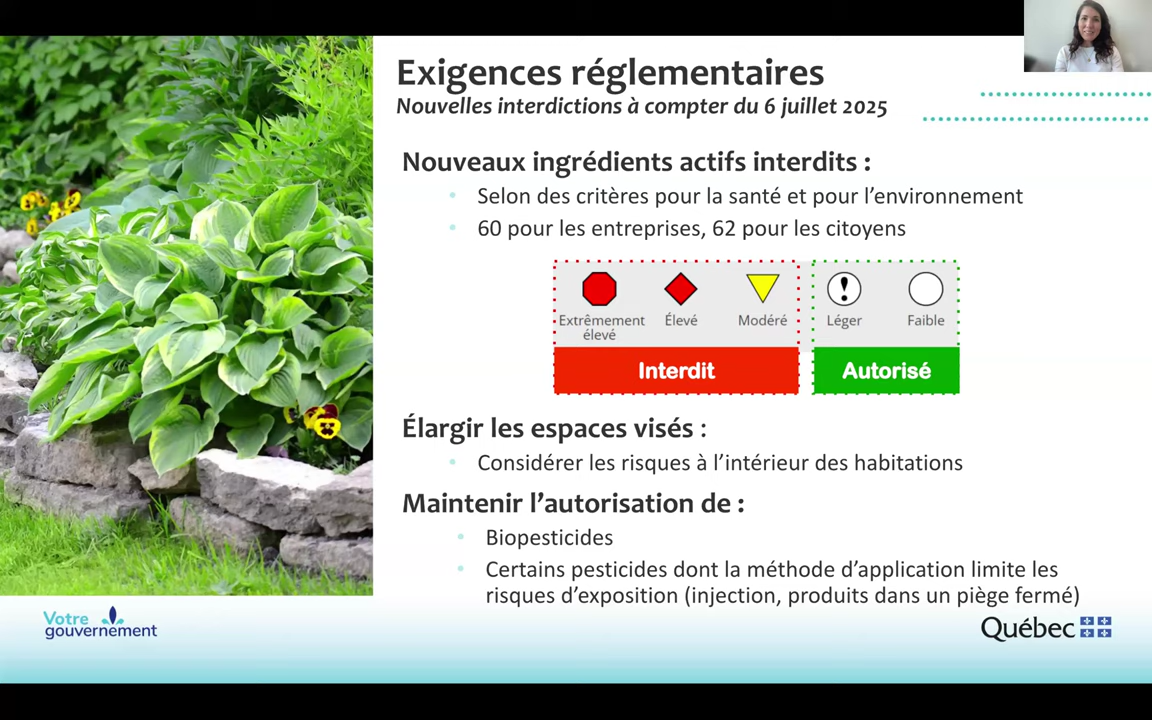 Exigences réglementaires
Nouvelles interdictions à compter du 6 juillet 2025
Nouveaux ingrédients actifs interdits :
Selon des critères pour la santé et pour l’environnement
60 pour les entreprises, 62 pour les citoyens
Extrêmement élevé
Élevé
Modéré
Léger
Faible
Interdit
Autorisé
Élargir les espaces visés :
Considérer les risques à l’intérieur des habitations
Maintenir l’autorisation de :
Biopesticides
Certains pesticides dont la méthode d’application limite les
risques d’exposition (injection, produits dans un piège fermé)
Votre
gouvernement
Québec